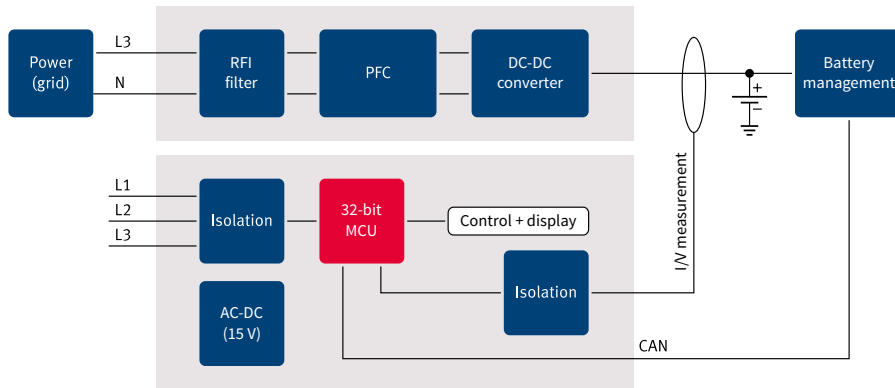 Power
(grid)
L3
N
RFI
filter
PFC
DC-DC
converter
+
−
Battery
management
L1
L2
L3
Isolation
32-bit
MCU
Control + display
Isolation
AC-DC
(15 V)
I/V measurement
CAN